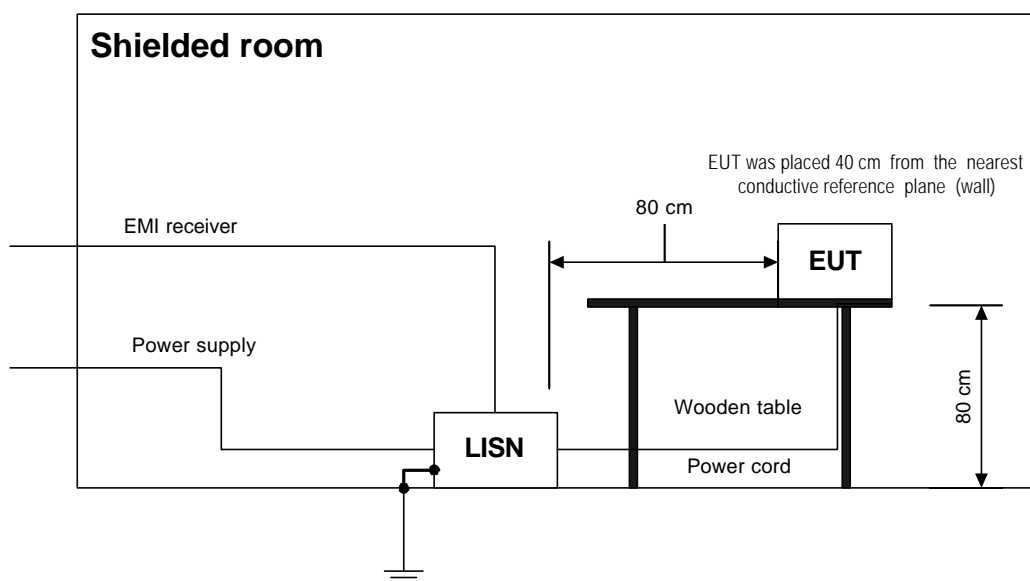 Shielded room
EUT was placed 40 cm from the nearest
conductive reference plane (wall)
80 cm
EMI receiver
EUT
Power supply
Wooden table
80 cm
LISN
Power cord